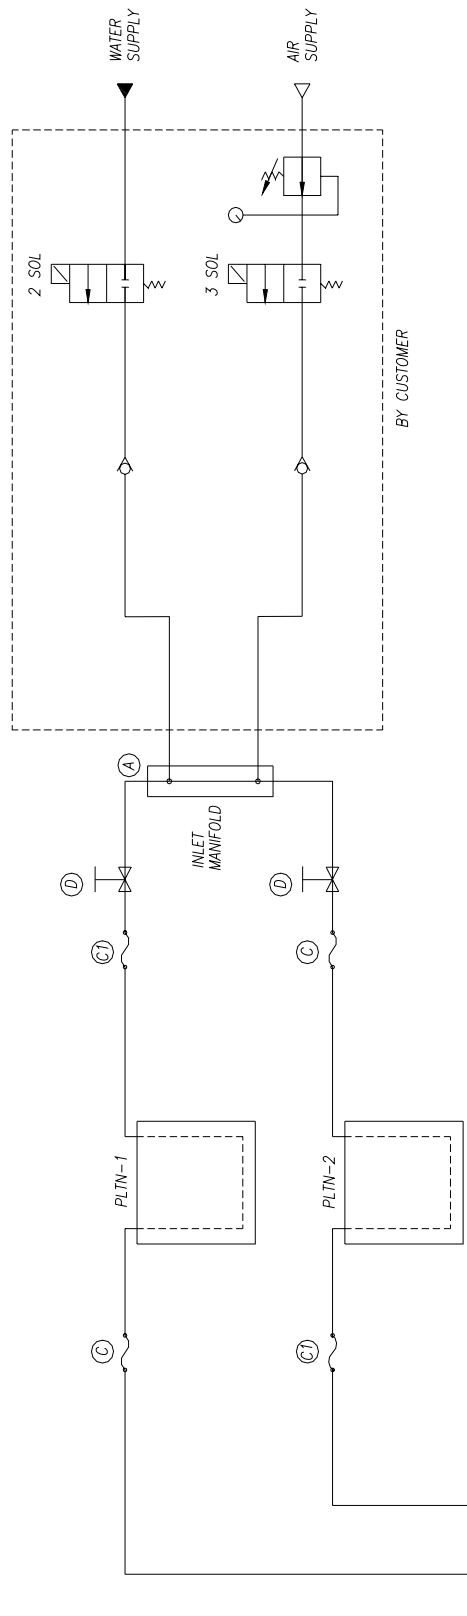 WATER
SUPPLY
AIR
SUPPLY
2 SOL
3 SOL
BY CUSTOMER
A
INLET
MANIFOLD
D
D
C1
C
PLTN-1
PLTN-2
C
C1